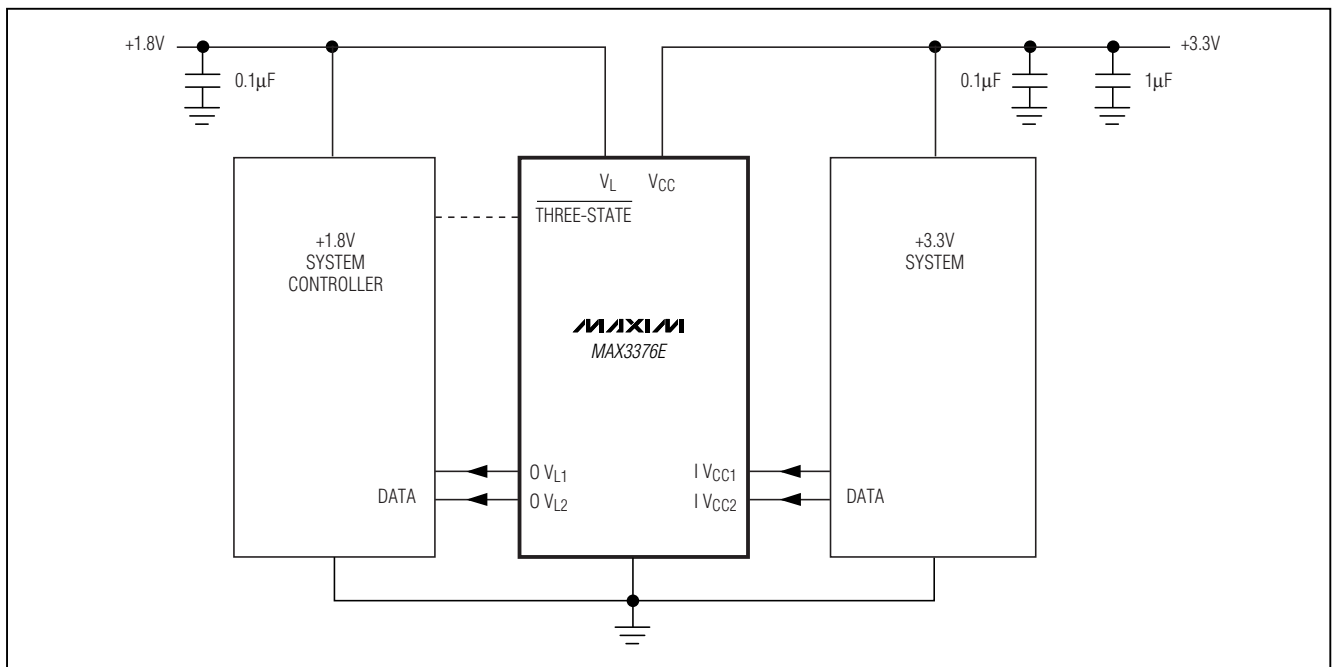 +1.8V
+3.3V
0.1µF
0.1µF
1µF
VL
VCC
THREE-STATE
+1.8V
SYSTEM
CONTROLLER
+3.3V
SYSTEM
MAXIM
MAX3376E
O VL1
I VCC1
DATA
O VL2
I VCC2
DATA